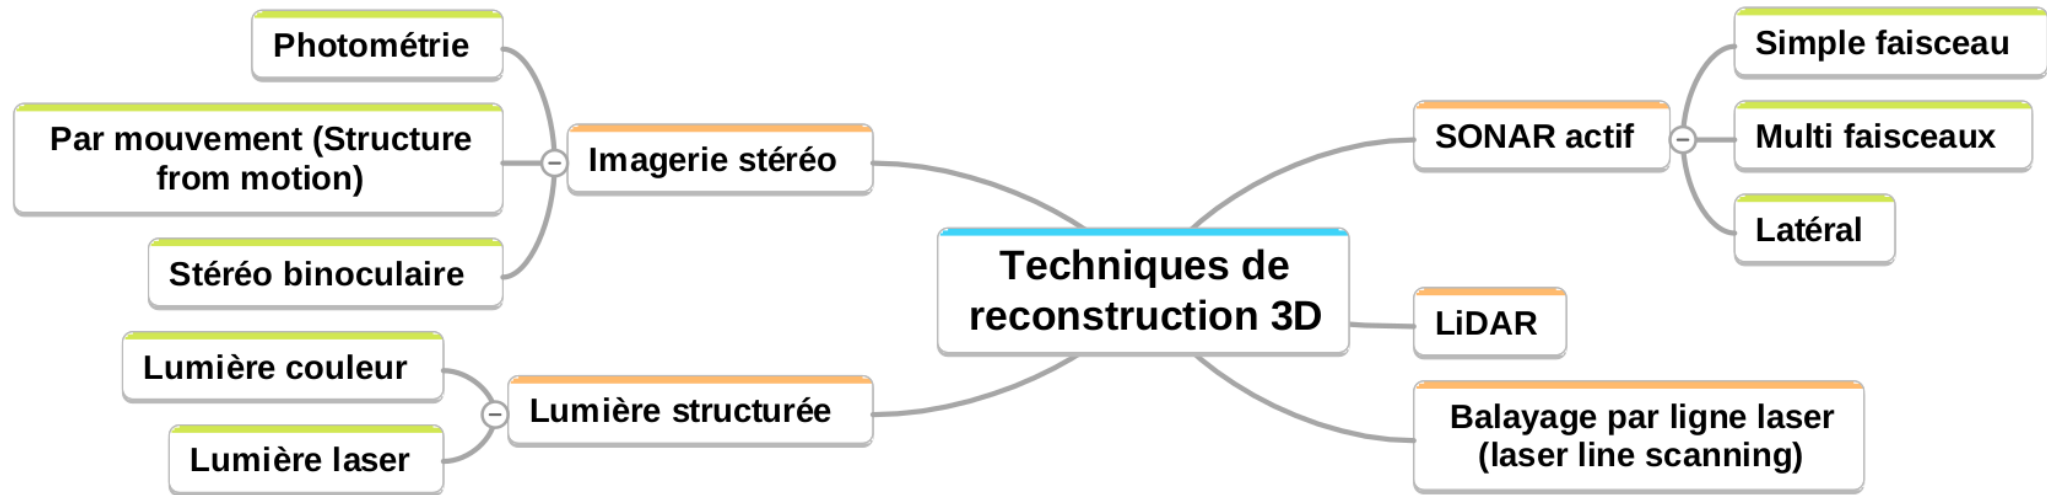 Photométrie
Par mouvement (Structure
from motion)
Stéréo binoculaire
Imagerie stéréo
Lumière couleur
Lumière laser
Lumière structurée
Techniques de
reconstruction 3D
SONAR actif
Simple faisceau
Multi faisceaux
Latéral
LiDAR
Balayage par ligne laser
(laser line scanning)